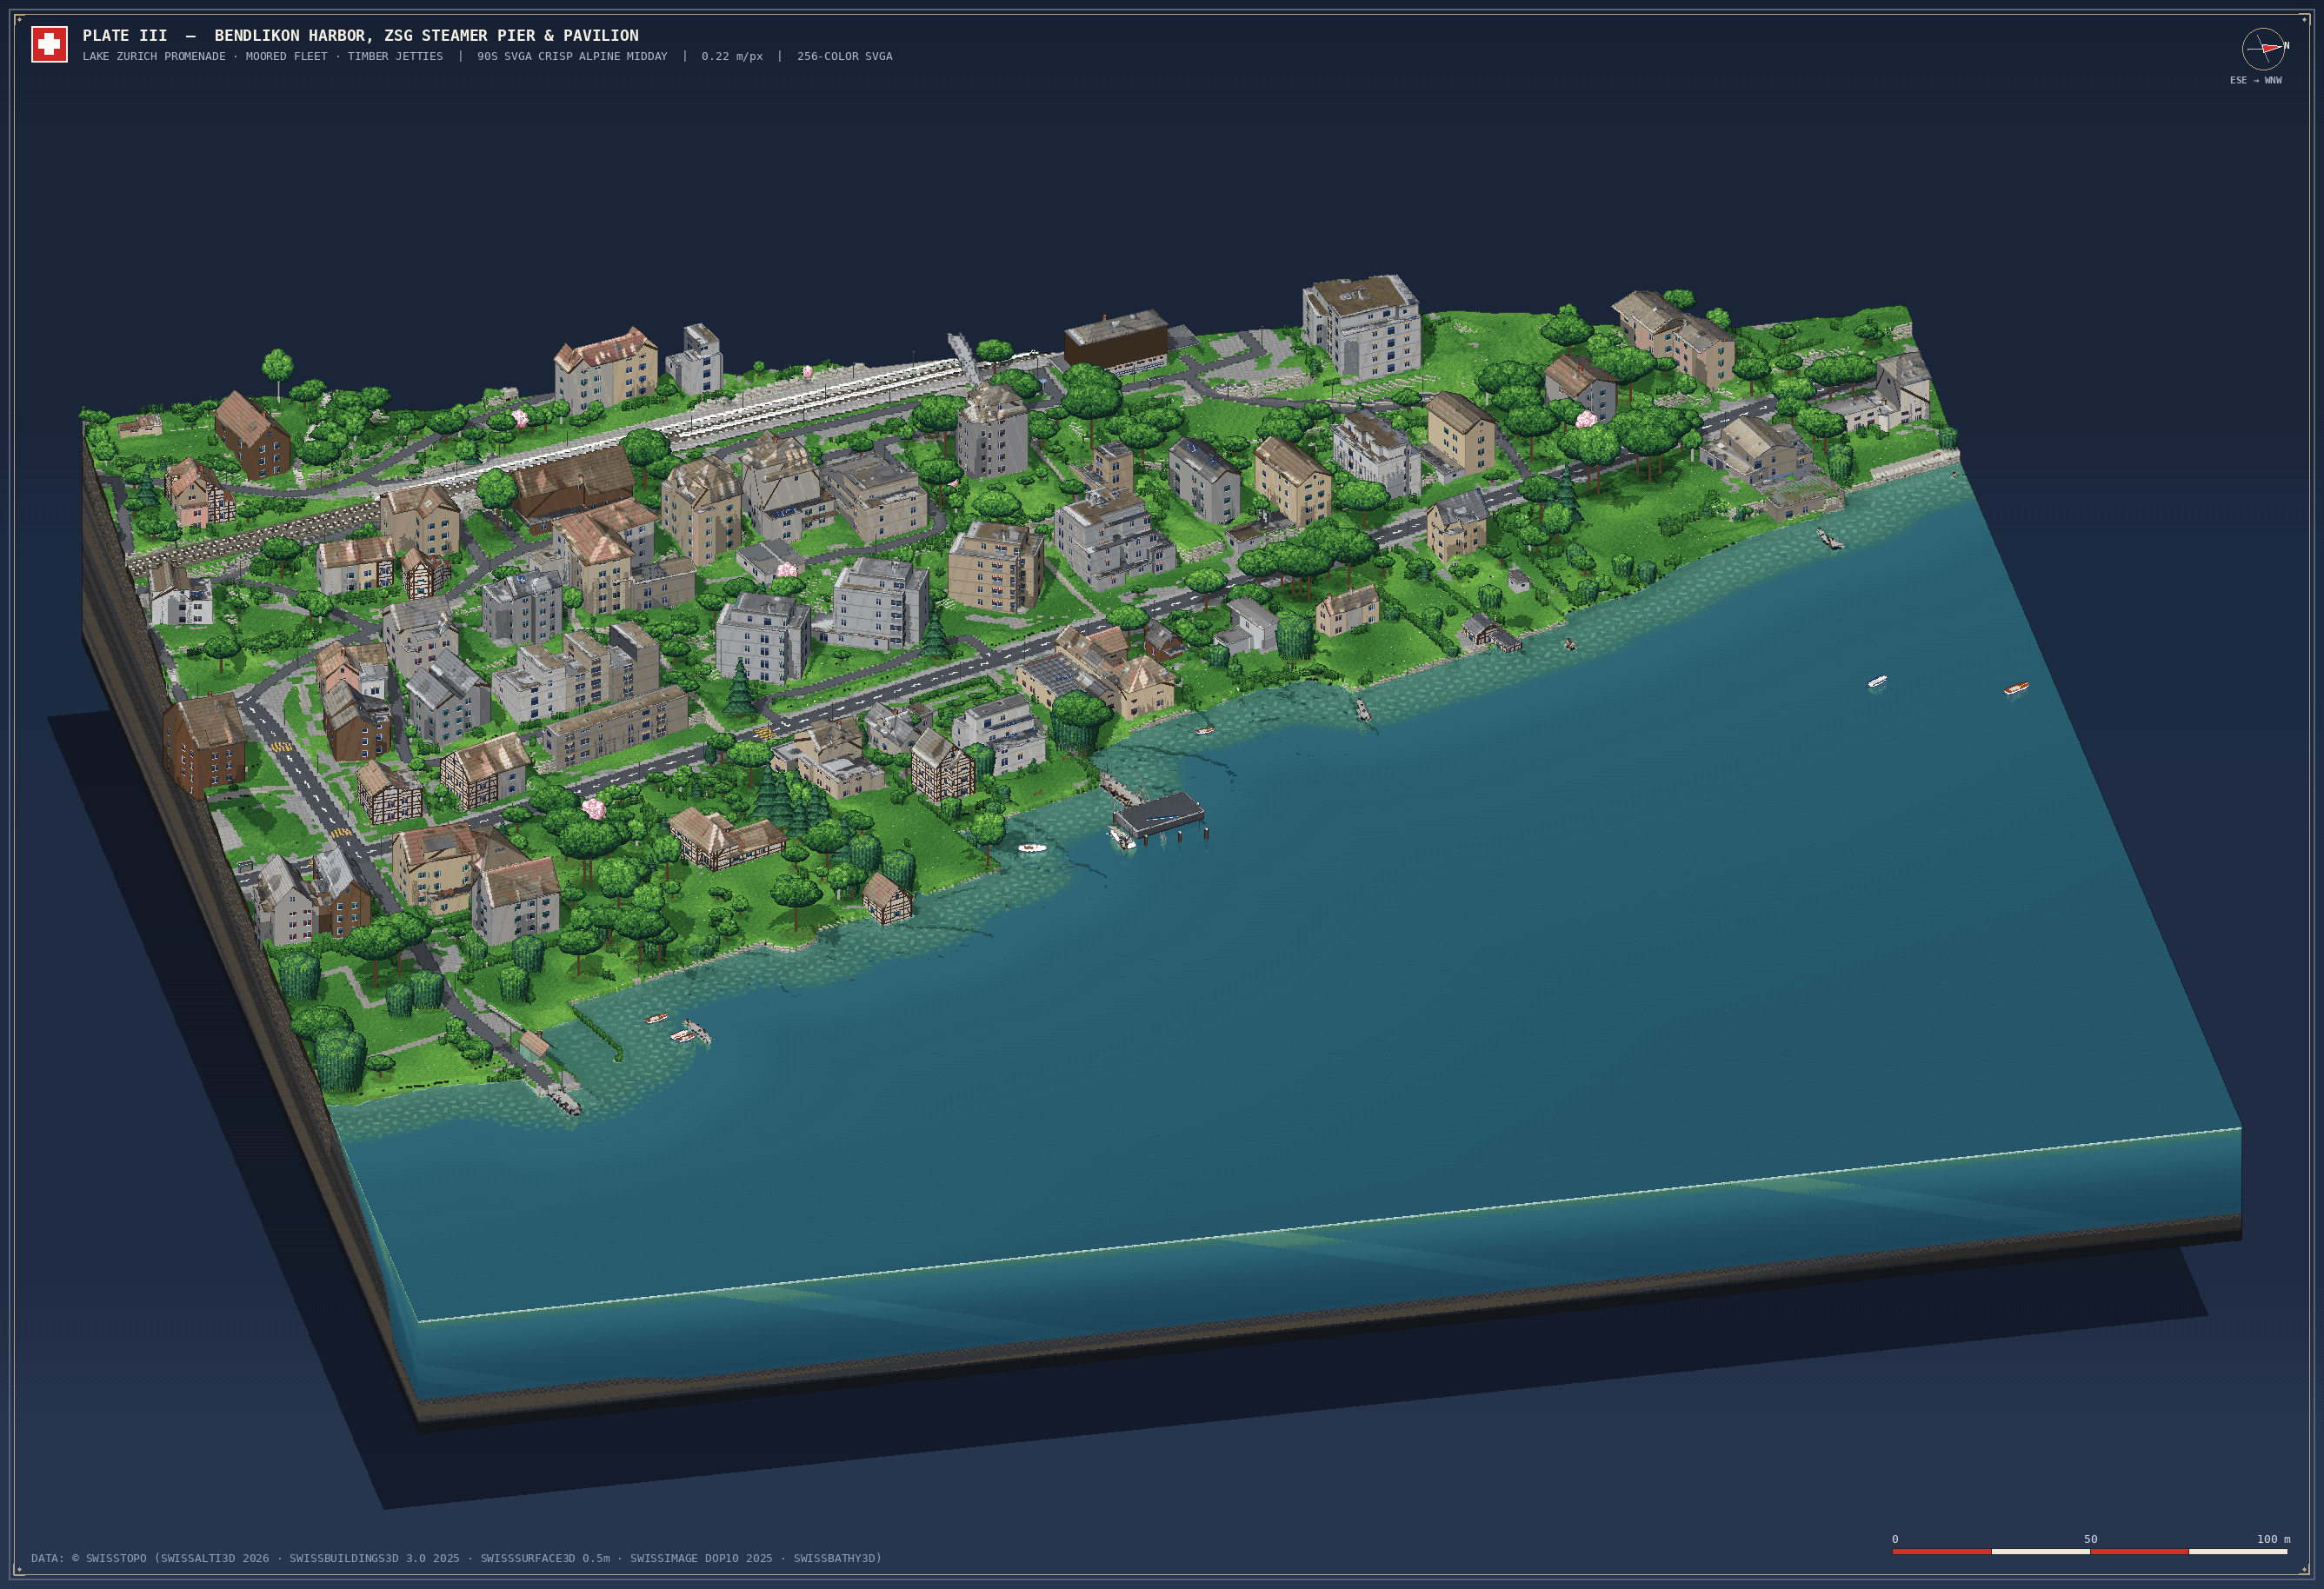 PLATE III — BENDLIKON HARBOR, ZSG STEAMER PIER & PAVILION
LAKE ZURICH PROMENADE · MOORED FLEET · TIMBER JETTIES | 90S SVGA CRISP ALPINE MIDDAY | 0.22 m/px | 256-COLOR SVGA
N
ESE → WNW
0 50 100 m
DATA: © SWISSTOPO (SWISSALTI3D 2026 · SWISSBUILDINGS3D 3.0 2025 · SWISSSURFACE3D 0.5m · SWISSIMAGE DOP10 2025 · SWISSBATHY3D)